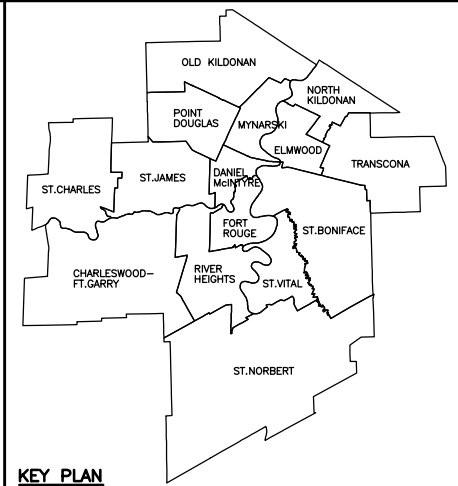 OLD KILDONAN
NORTH
KILDONAN
POINT
DOUGLAS
MYNARSKI
ELMWOOD
TRANSCONA
ST.CHARLES
ST.JAMES
DANIEL
McINTYRE
FORT
ROUGE
ST.BONIFACE
CHARLESWOOD–
FT.GARRY
RIVER
HEIGHTS
ST.VITAL
ST.NORBERT
KEY PLAN